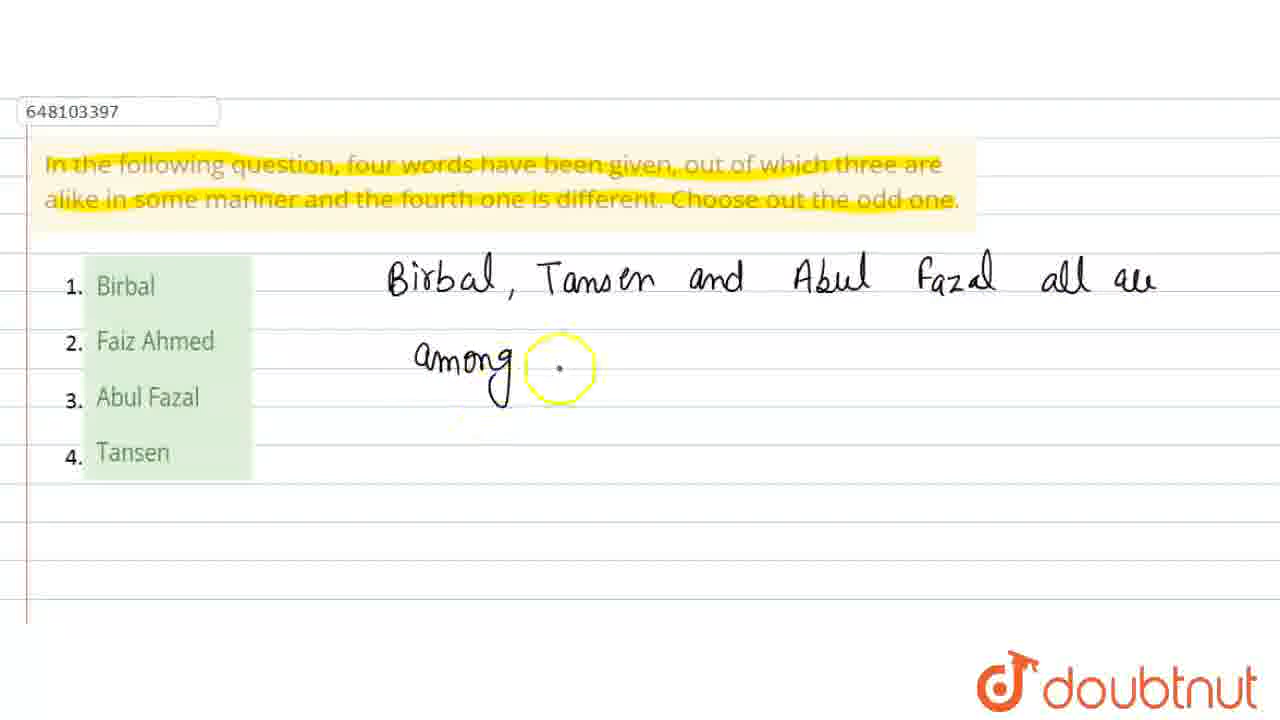 648103397
In the following question, four words have been given, out of which three are
alike in some manner and the fourth one is different. Choose out the odd one.
1. Birbal
2. Faiz Ahmed
3. Abul Fazal
4. Tansen
Birbal, Tansen and Abul Fazal all are
among
doubtnut